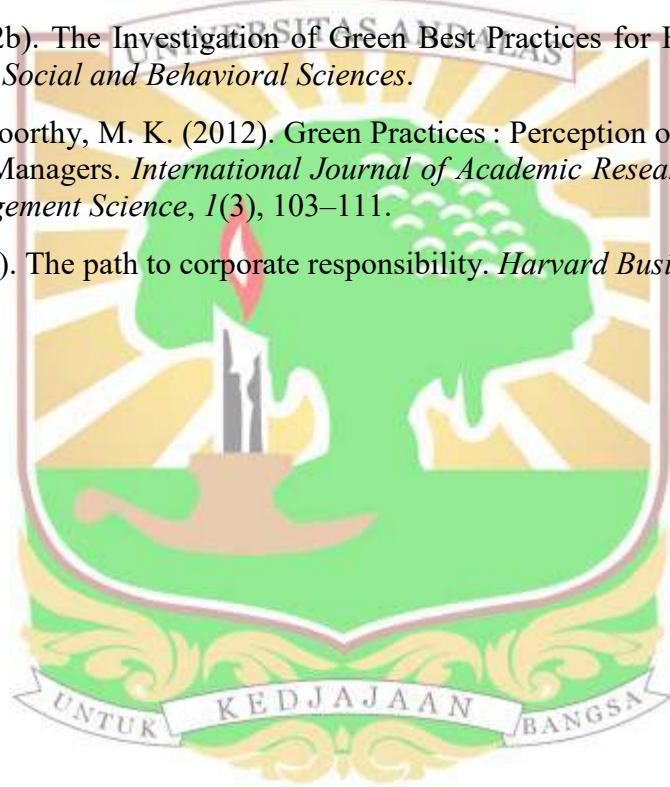 UNIVERSITAS ANDALAS
2b). The Investigation of Green Best Practices for
Social and Behavioral Sciences.
oorthy, M. K. (2012). Green Practices : Perception o
Managers. International Journal of Academic Resea
gement Science, 1(3), 103–111.
). The path to corporate responsibility. Harvard Busi
UNTUK KEDJAJAAN BANGSA